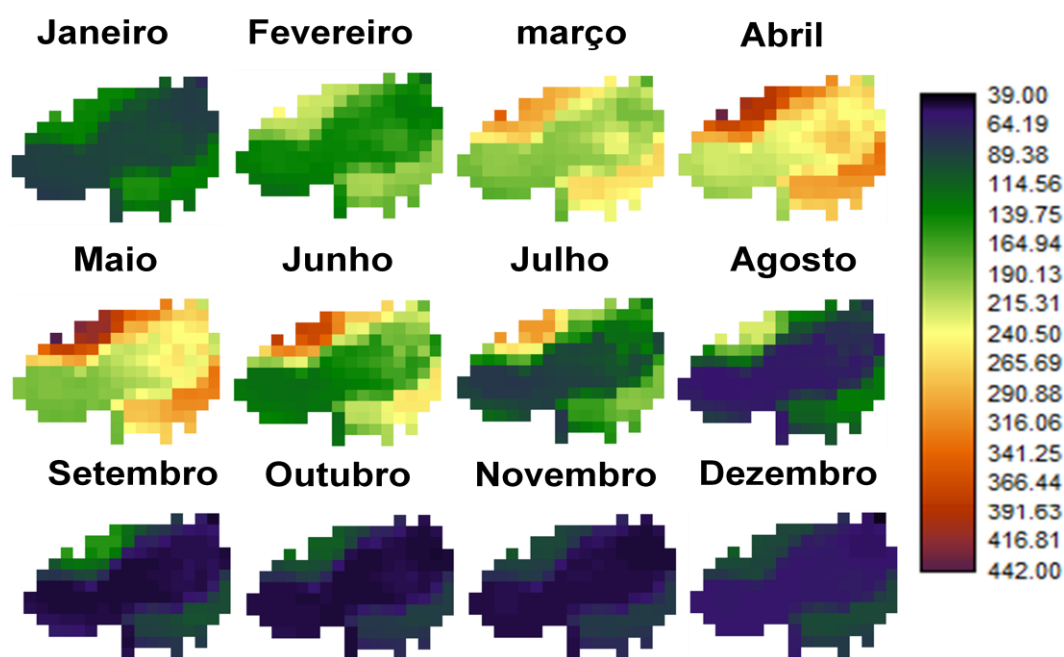 Janeiro
Fevereiro
março
Abril
Maio
Junho
Julho
Agosto
Setembro
Outubro
Novembro
Dezembro
39.00
64.19
89.38
114.56
139.75
164.94
190.13
215.31
240.50
265.69
290.88
316.06
341.25
366.44
391.63
416.81
442.00